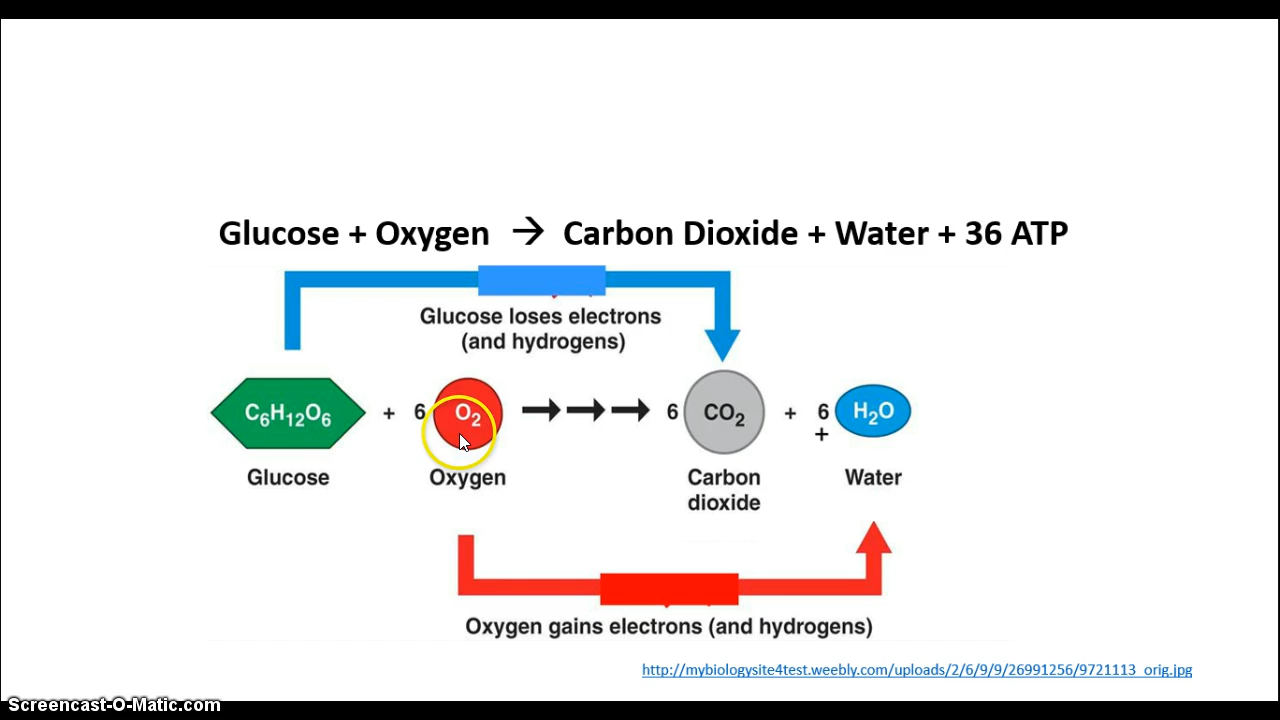 Glucose + Oxygen → Carbon Dioxide + Water + 36 ATP
Glucose loses electrons
(and hydrogens)
C₆H₁₂O₆ + 6 O₂ 6 CO₂ + 6 H₂O
+
Glucose Oxygen Carbon Water
dioxide
Oxygen gains electrons (and hydrogens)
http://mybiologysite4test.weebly.com/uploads/2/6/9/9/26991256/9721113_orig.jpg
Screencast-O-Matic.com